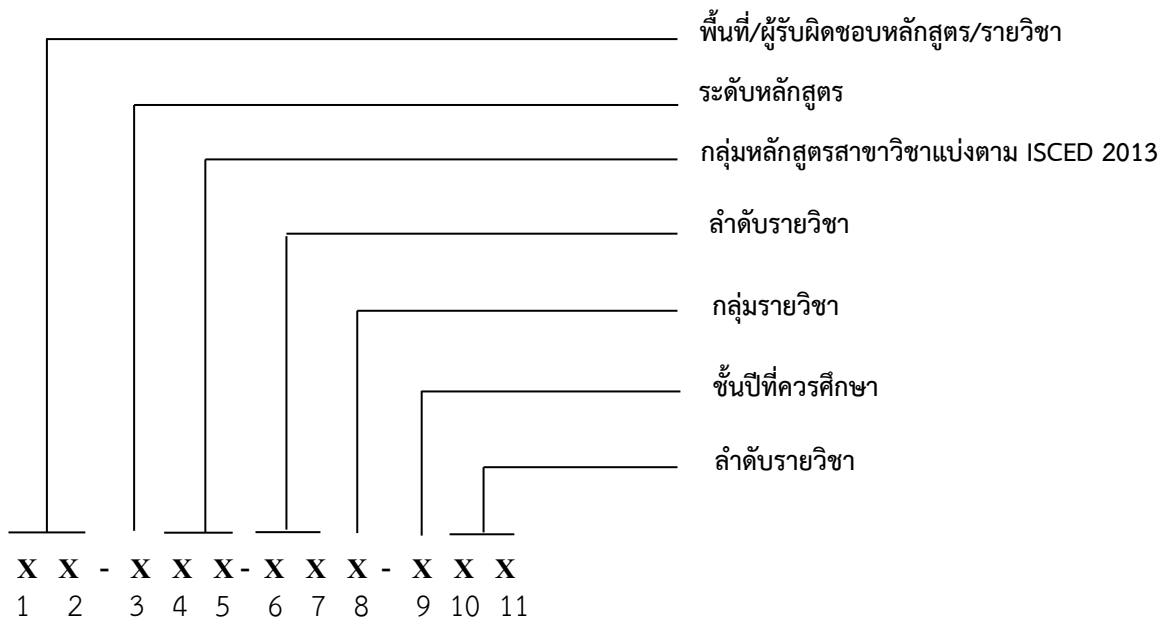 พื้นที่/ผู้รับผิดชอบหลักสูตร/รายวิชา
ระดับหลักสูตร
กลุ่มหลักสูตรสาขาวิชาแบ่งตาม ISCED 2013
ลำดับรายวิชา
กลุ่มรายวิชา
ชั้นปีที่ควรศึกษา
ลำดับรายวิชา
X X - X X X - X X X - X X X
1 2 3 4 5 6 7 8 9 10 11